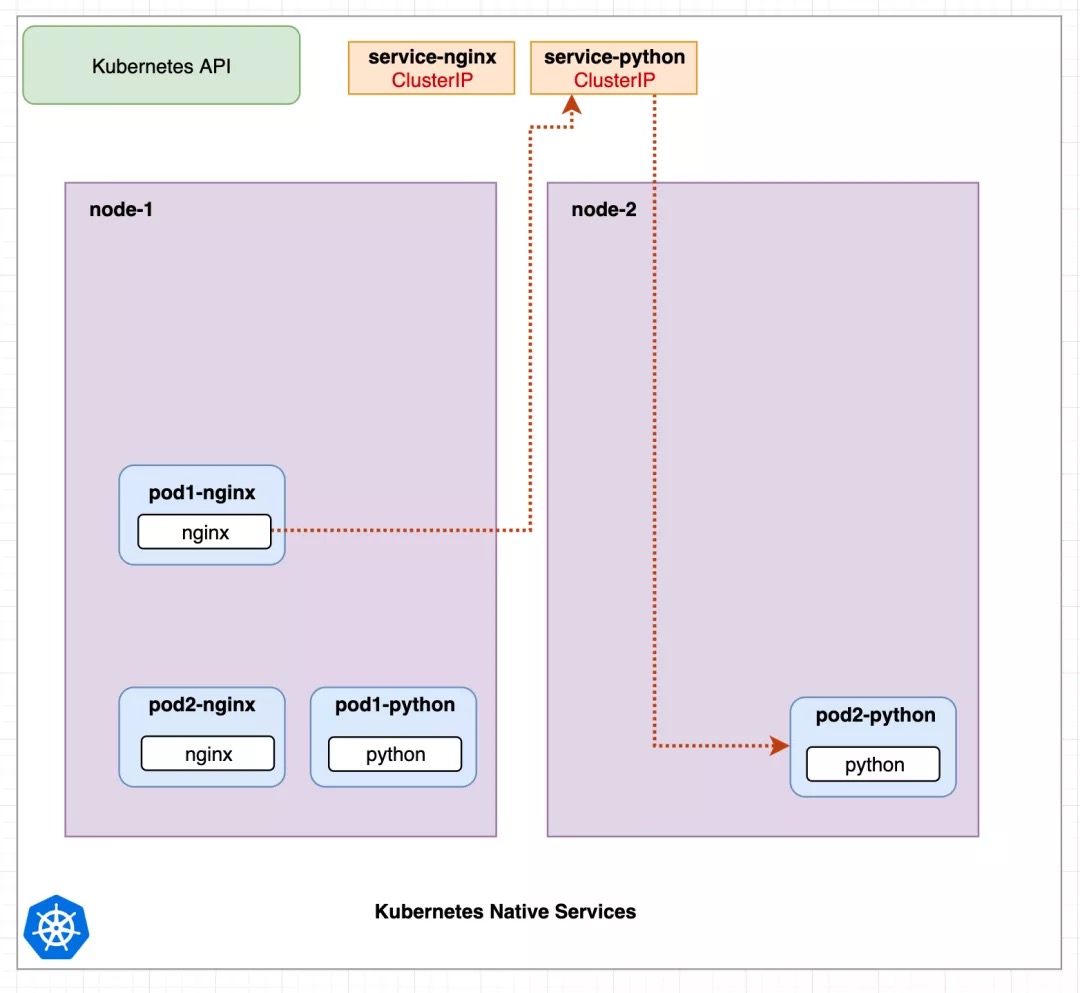 Kubernetes API
service-nginx
ClusterIP
service-python
ClusterIP
node-1
node-2
pod1-nginx
nginx
pod2-nginx
nginx
pod1-python
python
pod2-python
python
Kubernetes Native Services